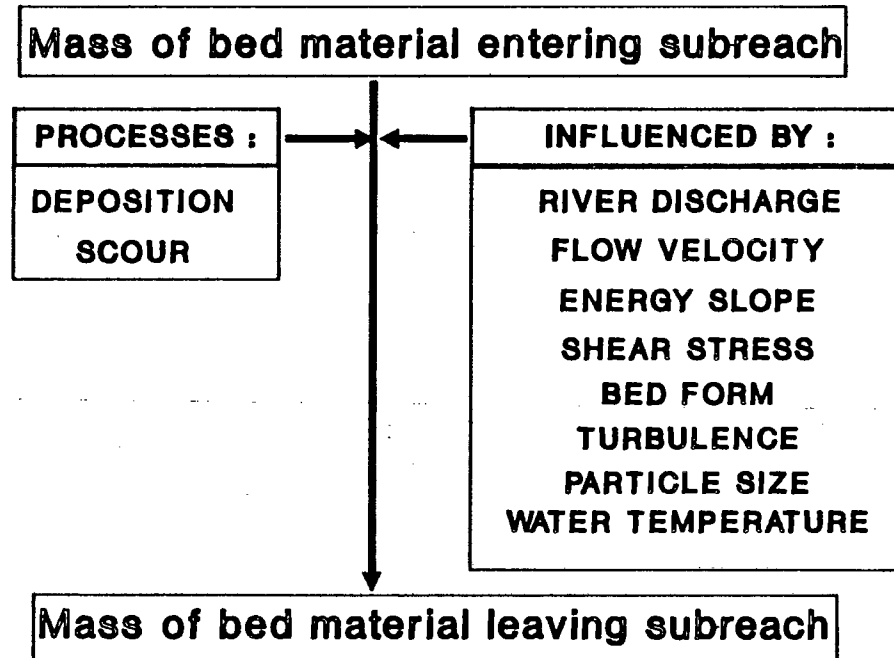 Mass of bed material entering subreach
PROCESSES :
DEPOSITION
SCOUR
INFLUENCED BY :
RIVER DISCHARGE
FLOW VELOCITY
ENERGY SLOPE
SHEAR STRESS
BED FORM
TURBULENCE
PARTICLE SIZE
WATER TEMPERATURE
Mass of bed material leaving subreach